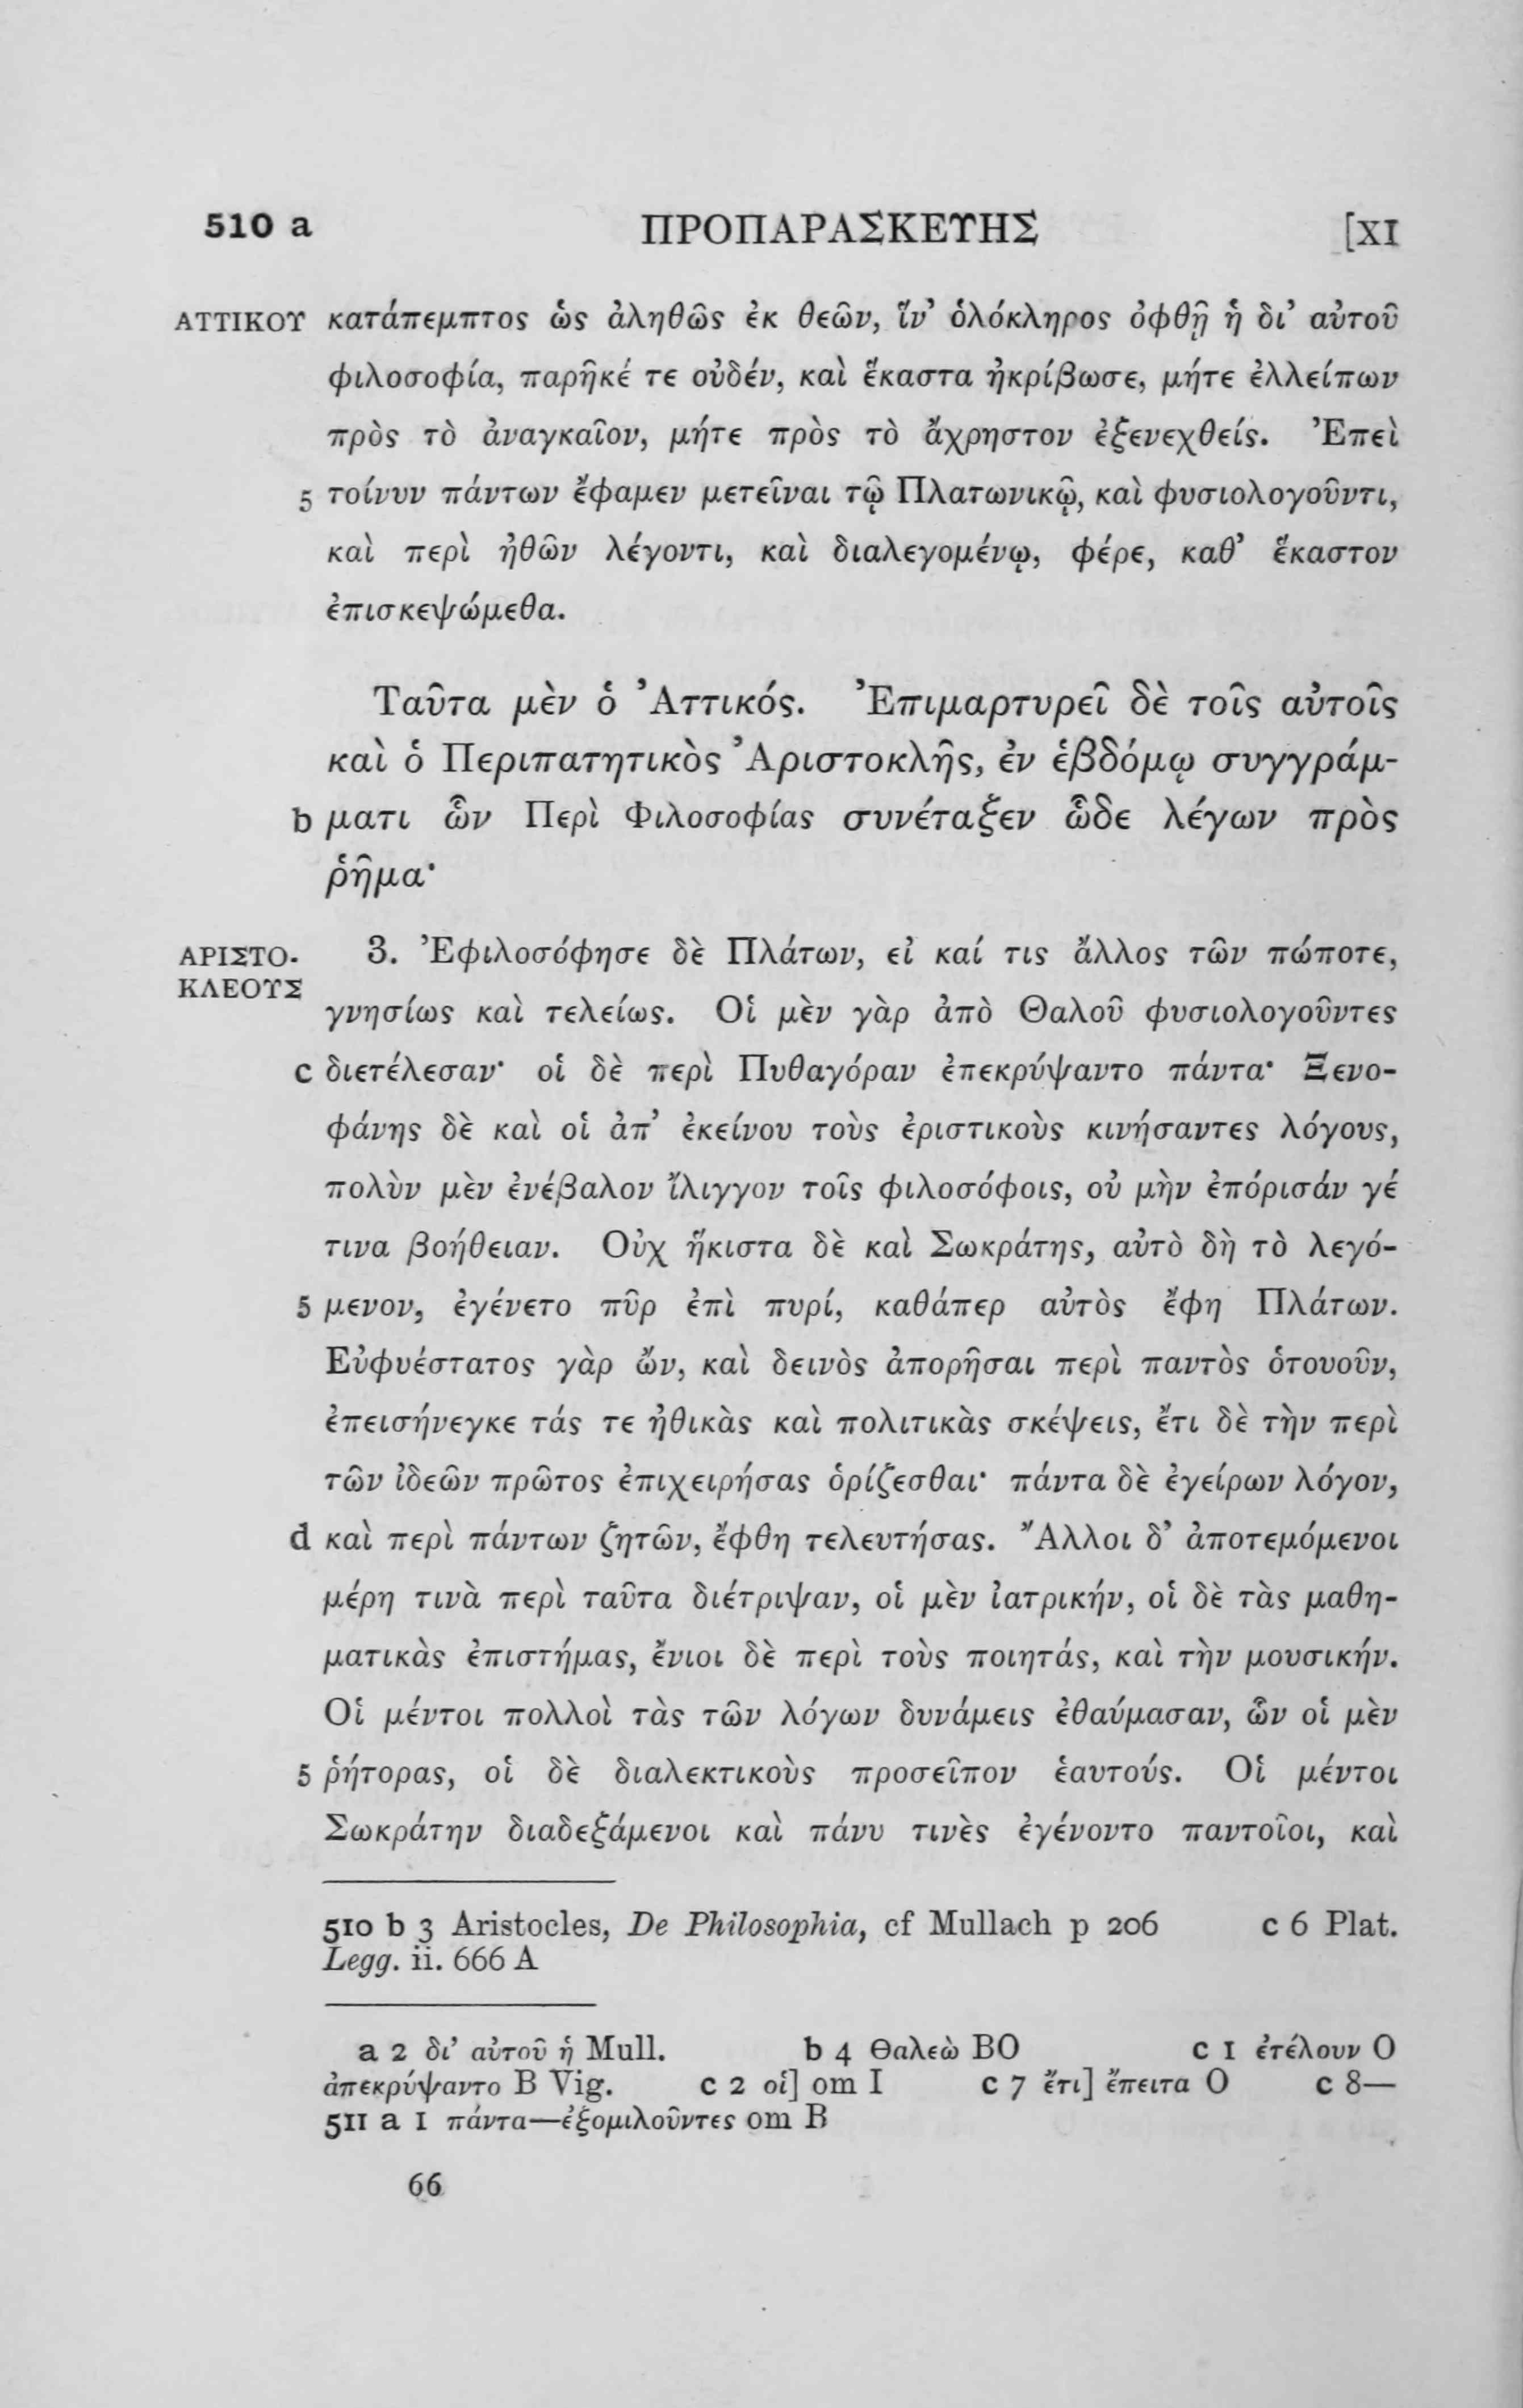 510 a ΠΡΟΠΑΡΑΣΚΕΥΗΣ [XI
ΑΤΤΙΚΟΥ κατάπεμπτος ὡς ἀληθῶς ἐκ θεῶν, ἵν’ ὁλόκληρος ὀφθῇ ἡ δι’ αὐτοῦ
φιλοσοφία, παρῆκέ τε οὐδέν, καὶ ἕκαστα ἠκρίβωσε, μήτε ἐλλείπων
πρὸς τὸ ἀναγκαῖον, μήτε πρὸς τὸ ἄχρηστον ἐξενεχθείς. Ἐπεὶ
5 τοίνυν πάντων ἔφαμεν μετεῖναι τῷ Πλατωνικῷ, καὶ φυσιολογοῦντι,
καὶ περὶ ἠθῶν λέγοντι, καὶ διαλεγομένῳ, φέρε, καθ’ ἕκαστον
ἐπισκεψώμεθα.
Ταῦτα μὲν ὁ Ἀττικός. Ἐπιμαρτυρεῖ δὲ τοῖς αὐτοῖς
καὶ ὁ Περιπατητικὸς Ἀριστοκλῆς, ἐν ἑβδόμῳ συγγράμ-
b ματι ὧν Περὶ Φιλοσοφίας συνέταξεν ὧδε λέγων πρὸς
ῥῆμα·
ΑΡΙΣΤΟ- 3. Ἐφιλοσόφησε δὲ Πλάτων, εἰ καί τις ἄλλος τῶν πώποτε,
ΚΛΕΟΥΣ γνησίως καὶ τελείως. Οἱ μὲν γὰρ ἀπὸ Θαλοῦ φυσιολογοῦντες
c διετέλεσαν· οἱ δὲ περὶ Πυθαγόραν ἐπεκρύψαντο πάντα· Ξενο-
φάνης δὲ καὶ οἱ ἀπ’ ἐκείνου τοὺς ἐριστικοὺς κινήσαντες λόγους,
πολὺν μὲν ἐνέβαλον ἴλιγγον τοῖς φιλοσόφοις, οὐ μὴν ἐπόρισάν γέ
τινα βοήθειαν. Οὐχ ἥκιστα δὲ καὶ Σωκράτης, αὐτὸ δὴ τὸ λεγό-
5 μενον, ἐγένετο πῦρ ἐπὶ πυρί, καθάπερ αὐτὸς ἔφη Πλάτων.
Εὐφυέστατος γὰρ ὤν, καὶ δεινὸς ἀπορῆσαι περὶ παντὸς ὁτουοῦν,
ἐπεισήνεγκε τάς τε ἠθικὰς καὶ πολιτικὰς σκέψεις, ἔτι δὲ τὴν περὶ
τῶν ἰδεῶν πρῶτος ἐπιχειρήσας ὁρίζεσθαι· πάντα δὲ ἐγείρων λόγον,
d καὶ περὶ πάντων ζητῶν, ἔφθη τελευτήσας. Ἄλλοι δ’ ἀποτεμόμενοι
μέρη τινὰ περὶ ταῦτα διέτριψαν, οἱ μὲν ἰατρικήν, οἱ δὲ τὰς μαθη-
ματικὰς ἐπιστήμας, ἔνιοι δὲ περὶ τοὺς ποιητάς, καὶ τὴν μουσικήν.
Οἱ μέντοι πολλοὶ τὰς τῶν λόγων δυνάμεις ἐθαύμασαν, ὧν οἱ μὲν
5 ῥήτορας, οἱ δὲ διαλεκτικοὺς προσεῖπον ἑαυτούς. Οἱ μέντοι
Σωκράτην διαδεξάμενοι καὶ πάνυ τινὲς ἐγένοντο παντοῖοι, καὶ
510 b 3 Aristocles, De Philosophia, cf Mullach p 206 c 6 Plat.
Legg. ii. 666 A
a 2 δι’ αὐτοῦ ἡ Mull. b 4 Θαλεὼ BO c 1 ἐτέλουν O
ἀπεκρύψαντο B Vig. c 2 οἱ] om I c 7 ἔτι] ἔπειτα O c 8—
511 a 1 πάντα—ἐξομιλοῦντες om B
66